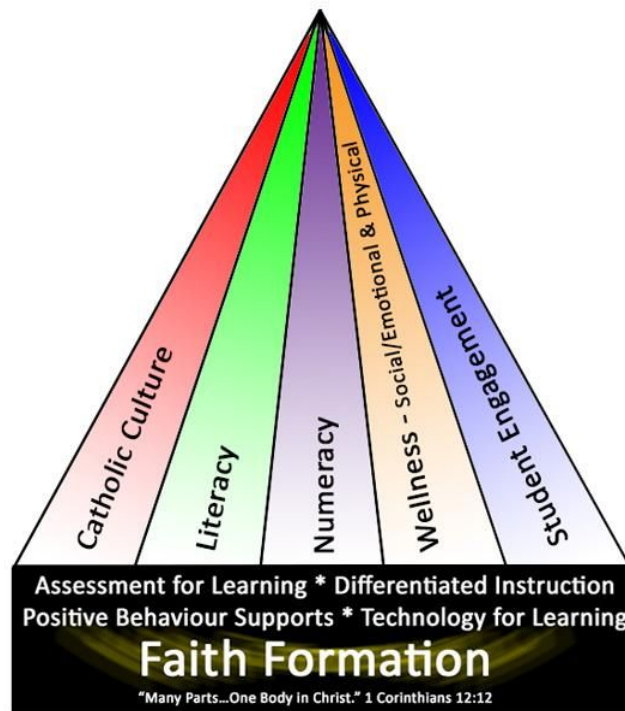 Catholic Culture
Literacy
Numeracy
Wellness - Social/Emotional & Physical
Student Engagement
Assessment for Learning * Differentiated Instruction
Positive Behaviour Supports * Technology for Learning
Faith Formation
“Many Parts...One Body in Christ.” 1 Corinthians 12:12